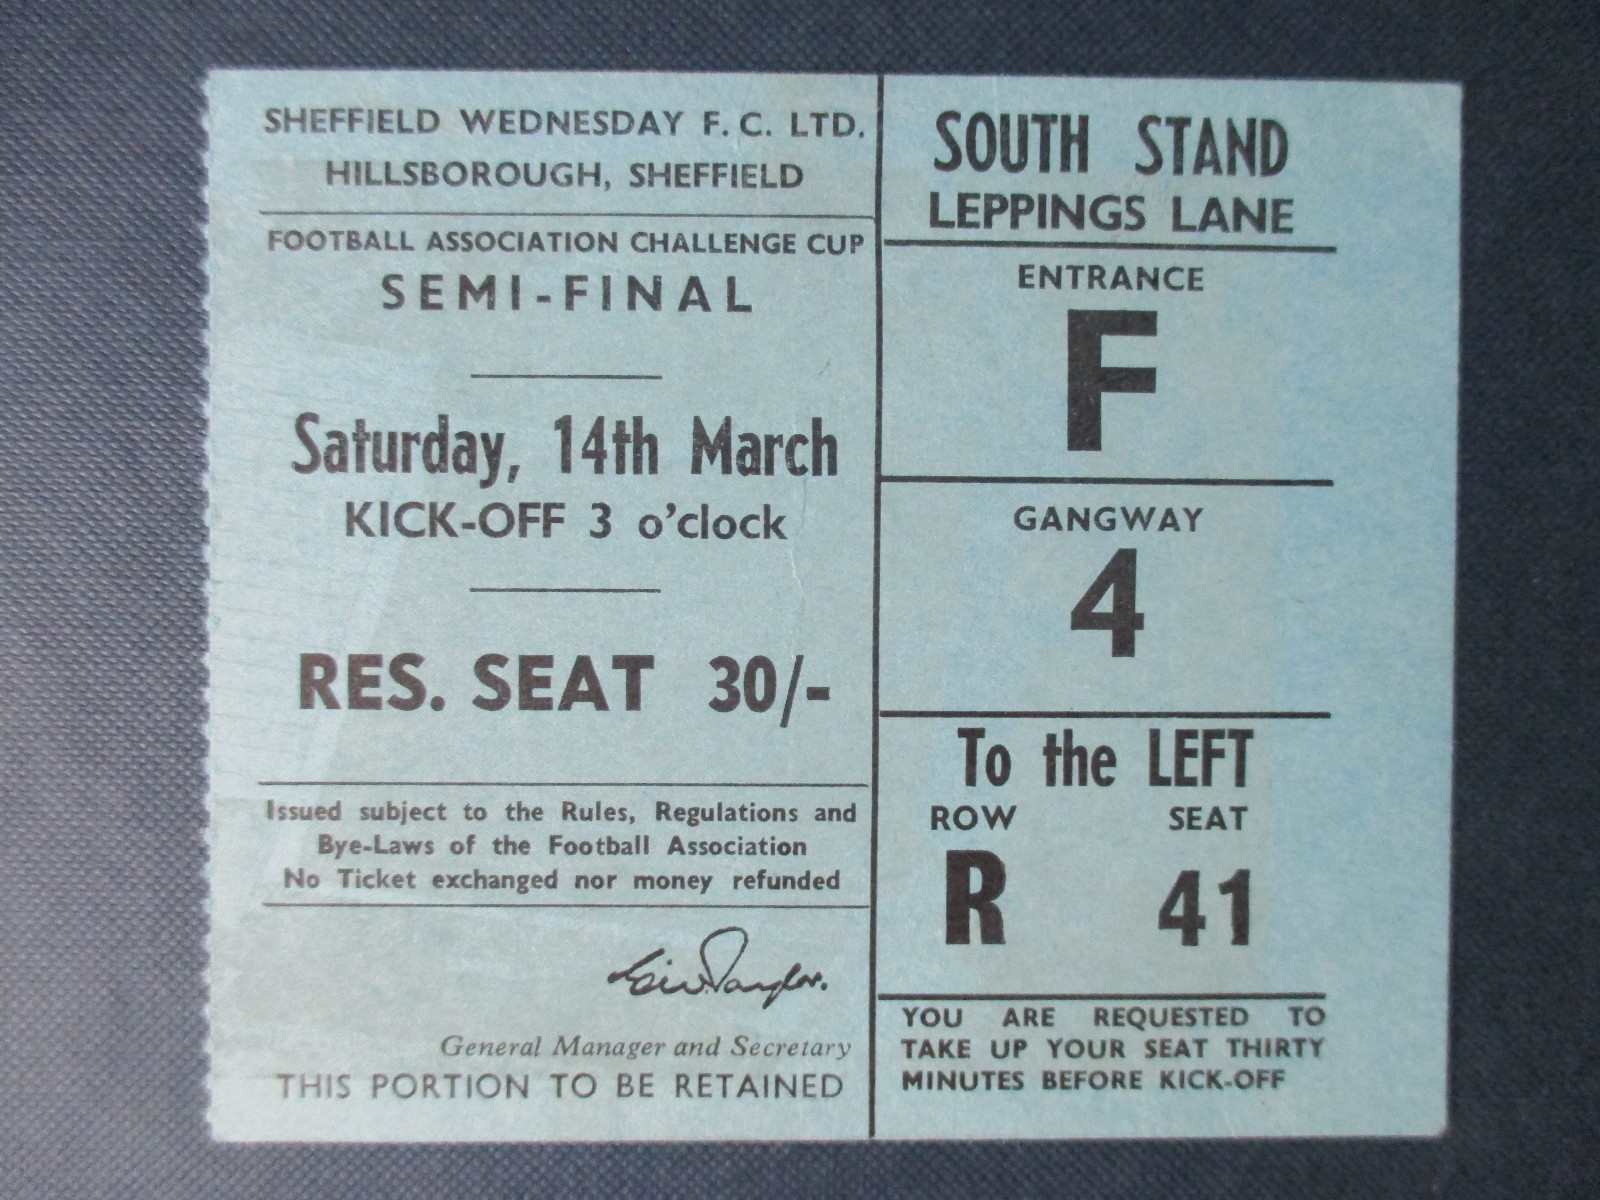 SHEFFIELD WEDNESDAY F. C. LTD.
HILLSBOROUGH, SHEFFIELD
FOOTBALL ASSOCIATION CHALLENGE CUP
SEMI-FINAL
Saturday, 14th March
KICK-OFF 3 o'clock
RES. SEAT 30/-
Issued subject to the Rules, Regulations and
Bye-Laws of the Football Association
No Ticket exchanged nor money refunded
Taylor.
General Manager and Secretary
THIS PORTION TO BE RETAINED
SOUTH STAND
LEPPINGS LANE
ENTRANCE
F
GANGWAY
4
To the LEFT
ROW SEAT
R 41
YOU ARE REQUESTED TO
TAKE UP YOUR SEAT THIRTY
MINUTES BEFORE KICK-OFF